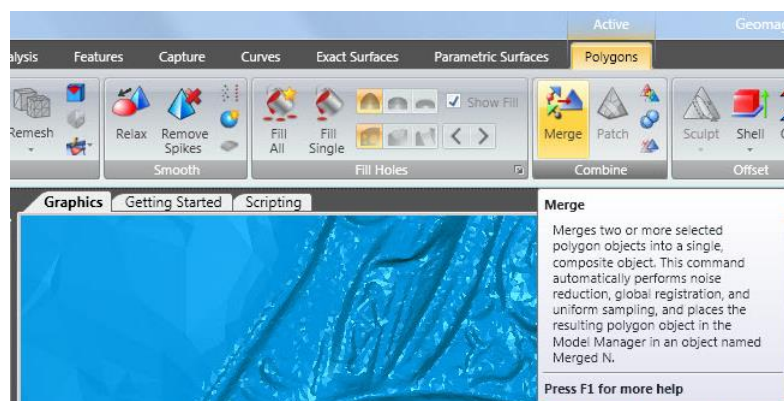 Active
alysis Features Capture Curves Exact Surfaces Parametric Surfaces Polygons
Remesh
Relax
Remove
Spikes
Fill
All
Fill
Single
Show Fill
Merge
Patch
Sculpt
Shell
Smooth
Fill Holes
Combine
Offset
Graphics Getting Started Scripting
Merge
Merges two or more selected
polygon objects into a single,
composite object. This command
automatically performs noise
reduction, global registration, and
uniform sampling, and places the
resulting polygon object in the
Model Manager in an object named
Merged N.
Press F1 for more help